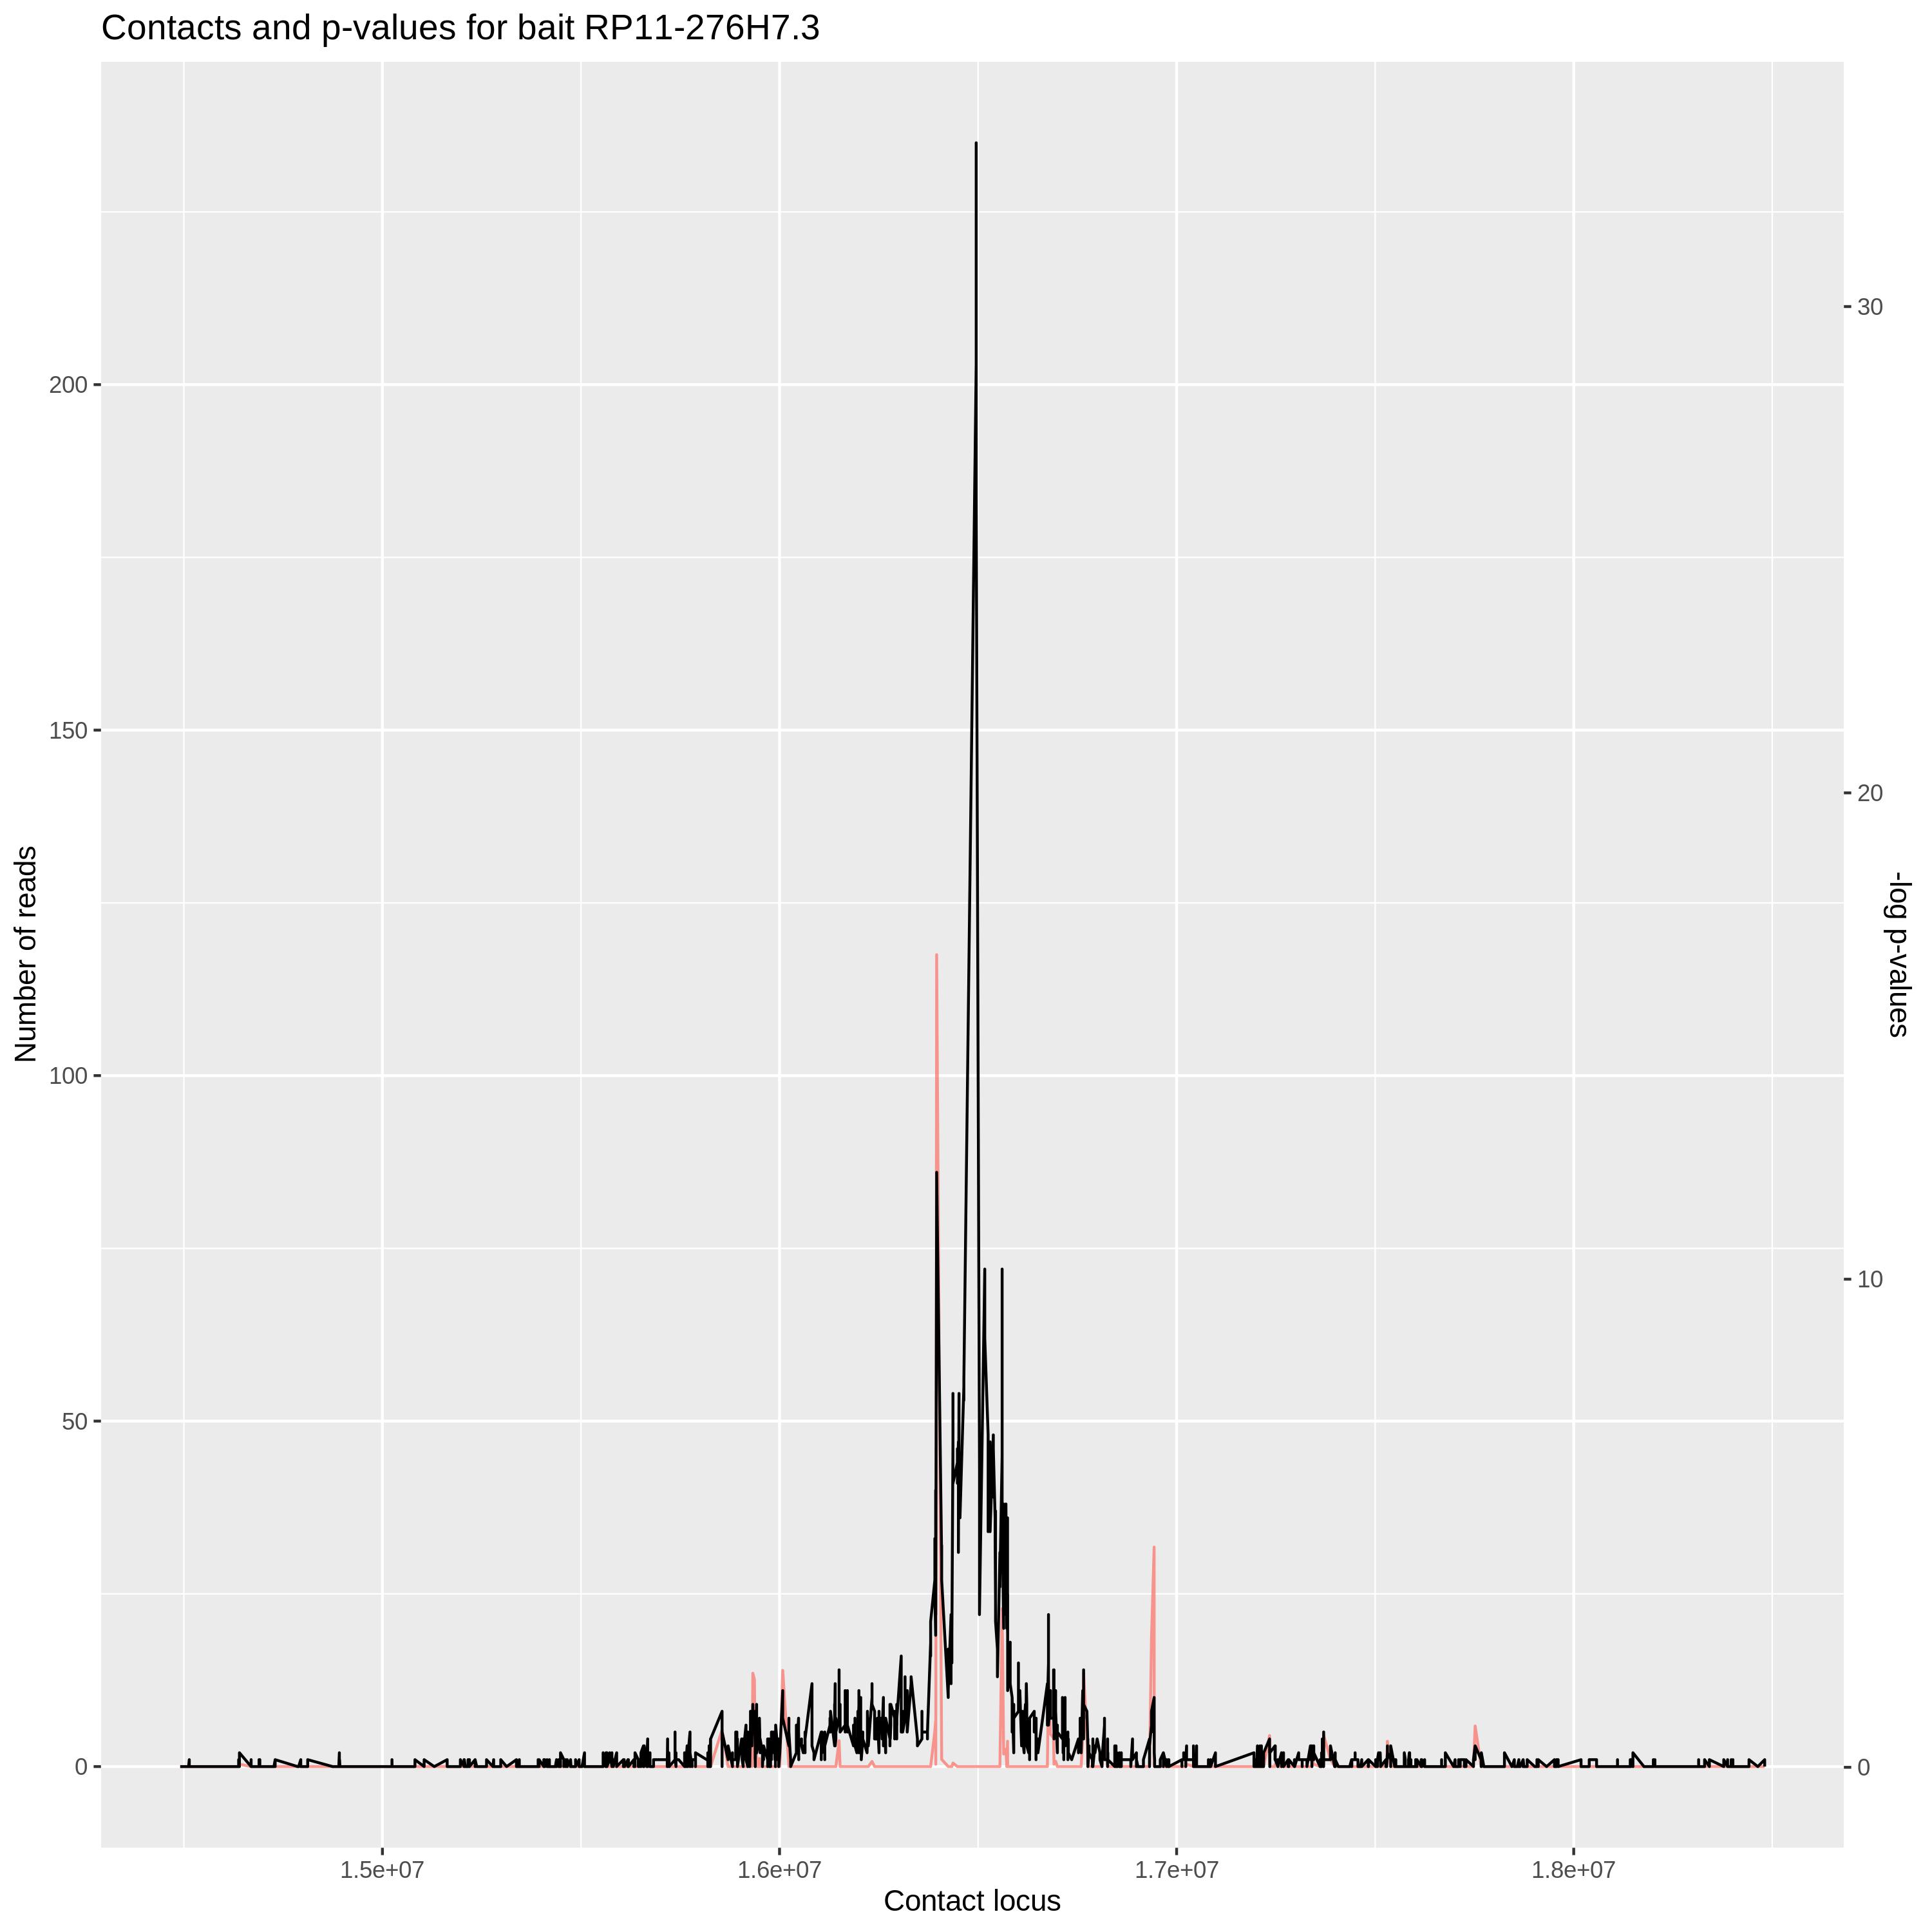 Contacts and p-values for bait RP11-276H7.3
Number of reads
200
150
100
50
0
30
20
10
0
-log p-values
1.5e+07
1.6e+07
1.7e+07
1.8e+07
Contact locus